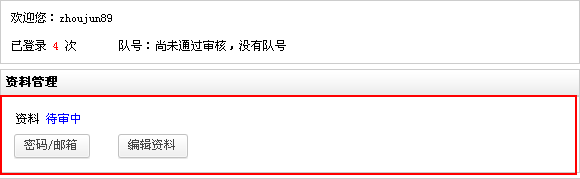 欢迎您：zhoujun89
已登录 4 次 队号：尚未通过审核，没有队号
资料管理
资料 待审中
密码/邮箱 编辑资料